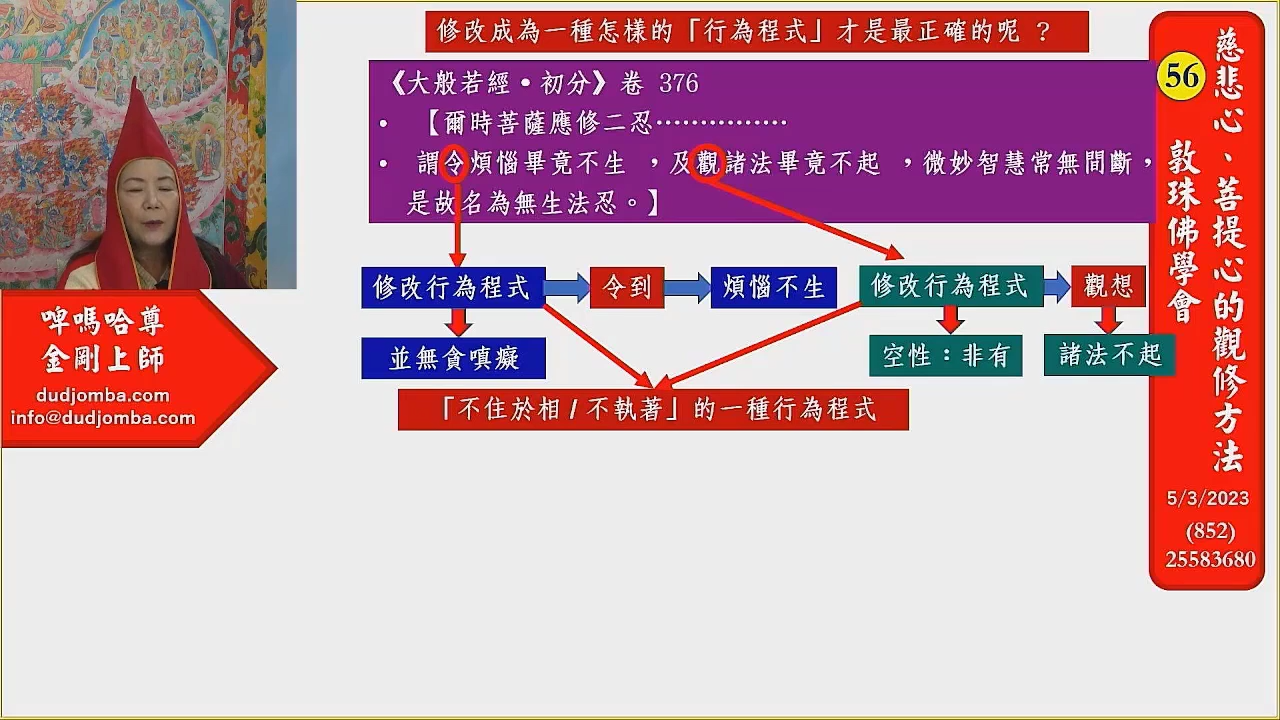 修改成為一種怎樣的「行為程式」才是最正確的呢 ？
《大般若經•初分》卷 376
• 【爾時菩薩應修二忍……………
• 謂令煩惱畢竟不生 ，及觀諸法畢竟不起 ，微妙智慧常無間斷，
是故名為無生法忍。】
修改行為程式
令到
煩惱不生
修改行為程式
觀想
並無貪嗔癡
空性：非有
諸法不起
「不住於相 / 不執著」的一種行為程式
啤嗎哈尊
金剛上師
dudjomba.com
info@dudjomba.com
56
慈悲心、菩提心的觀修方法
敦珠佛學會
5/3/2023
(852)
25583680